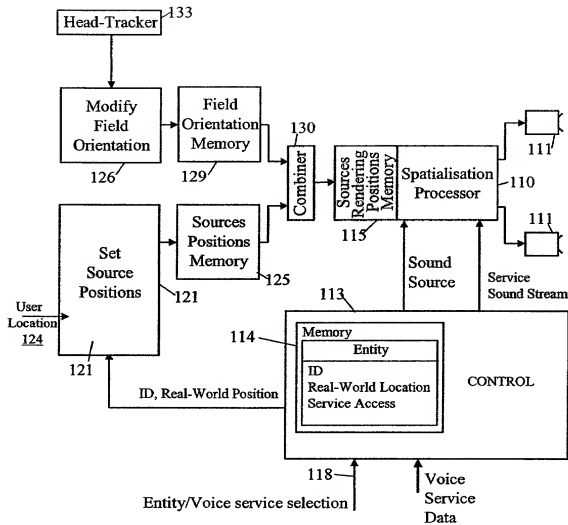 Head-Tracker
133
Modify
Field
Orientation
126
Field
Orientation
Memory
129
130
Combiner
Sources
Rendering
Positions
Memory
115
Spatialisation
Processor
110
111
111
Set
Source
Positions
121
121
Sources
Positions
Memory
125
User
Location
124
Sound
Source
Service
Sound Stream
113
114
Memory
Entity
ID
Real-World Location
Service Access
CONTROL
ID, Real-World Position
118
Entity/Voice service selection
Voice
Service
Data